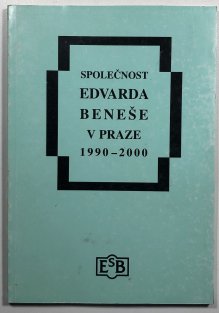 SPOLEČNOST
EDVARDA
BENEŠE
V PRAZE
1990–2000
ESB